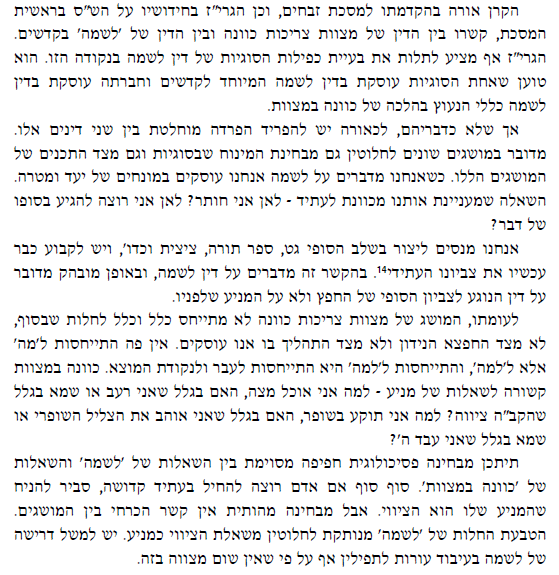 הקרן אורה בהקדמתו למסכת זבחים, וכן הגרי"ז בחידושיו על הש"ס בראשית
המסכת, קשרו בין הדין של מצוות צריכות כוונה ובין הדין של 'לשמה' בקדשים.
הגרי"ז אף מציע לתלות את בעיית כפילות הסוגיות של דין לשמה בנקודה הזו. הוא
טוען שאחת הסוגיות עוסקת בדין לשמה המיוחד לקדשים וחברתה עוסקת בדין
לשמה כללי הנעוץ בהלכה של כוונה במצוות.
אך שלא כדבריהם, לכאורה יש להפריד הפרדה מוחלטת בין שני דינים אלו.
מדובר במושגים שונים לחלוטין גם מבחינת המינוח שבסוגיות וגם מצד התכנים של
המושגים הללו. כשאנחנו מדברים על לשמה אנחנו עוסקים במונחים של יעד ומטרה.
השאלה שמעניינת אותנו מכוונת לעתיד - לאן אני חותר? לאן אני רוצה להגיע בסופו
של דבר?
אנחנו מנסים ליצור בשלב הסופי גט, ספר תורה, ציצית וכדו', ויש לקבוע כבר
עכשיו את צביונו העתידי¹⁴. בהקשר זה מדברים על דין לשמה, ובאופן מובהק מדובר
על דין הנוגע לצביון הסופי של החפץ ולא על המניע שלפניו.
לעומתו, המושג של מצוות צריכות כוונה לא מתייחס כלל וכלל לחלות שבסוף,
לא מצד החפצא הנידון ולא מצד התהליך בו אנו עוסקים. אין פה התייחסות ל'מה'
אלא ל'למה', והתייחסות ל'למה' היא התייחסות לעבר ולנקודת המוצא. כוונה במצוות
קשורה לשאלות של מניע - למה אני אוכל מצה, האם בגלל שאני רעב או שמא בגלל
שהקב"ה ציווה? למה אני תוקע בשופר, האם בגלל שאני אוהב את הצליל השופרי או
שמא בגלל שאני עבד ה'?
תיתכן מבחינה פסיכולוגית חפיפה מסוימת בין השאלות של 'לשמה' והשאלות
של 'כוונה במצוות'. סוף סוף אם אדם רוצה להחיל בעתיד קדושה, סביר להניח
שהמניע שלו הוא הציווי. אבל מבחינה מהותית אין קשר הכרחי בין המושגים.
הטבעת החלות של 'לשמה' מנותקת לחלוטין משאלת הציווי כמניע. יש למשל דרישה
של לשמה בעיבוד עורות לתפילין אף על פי שאין שום מצווה בזה.